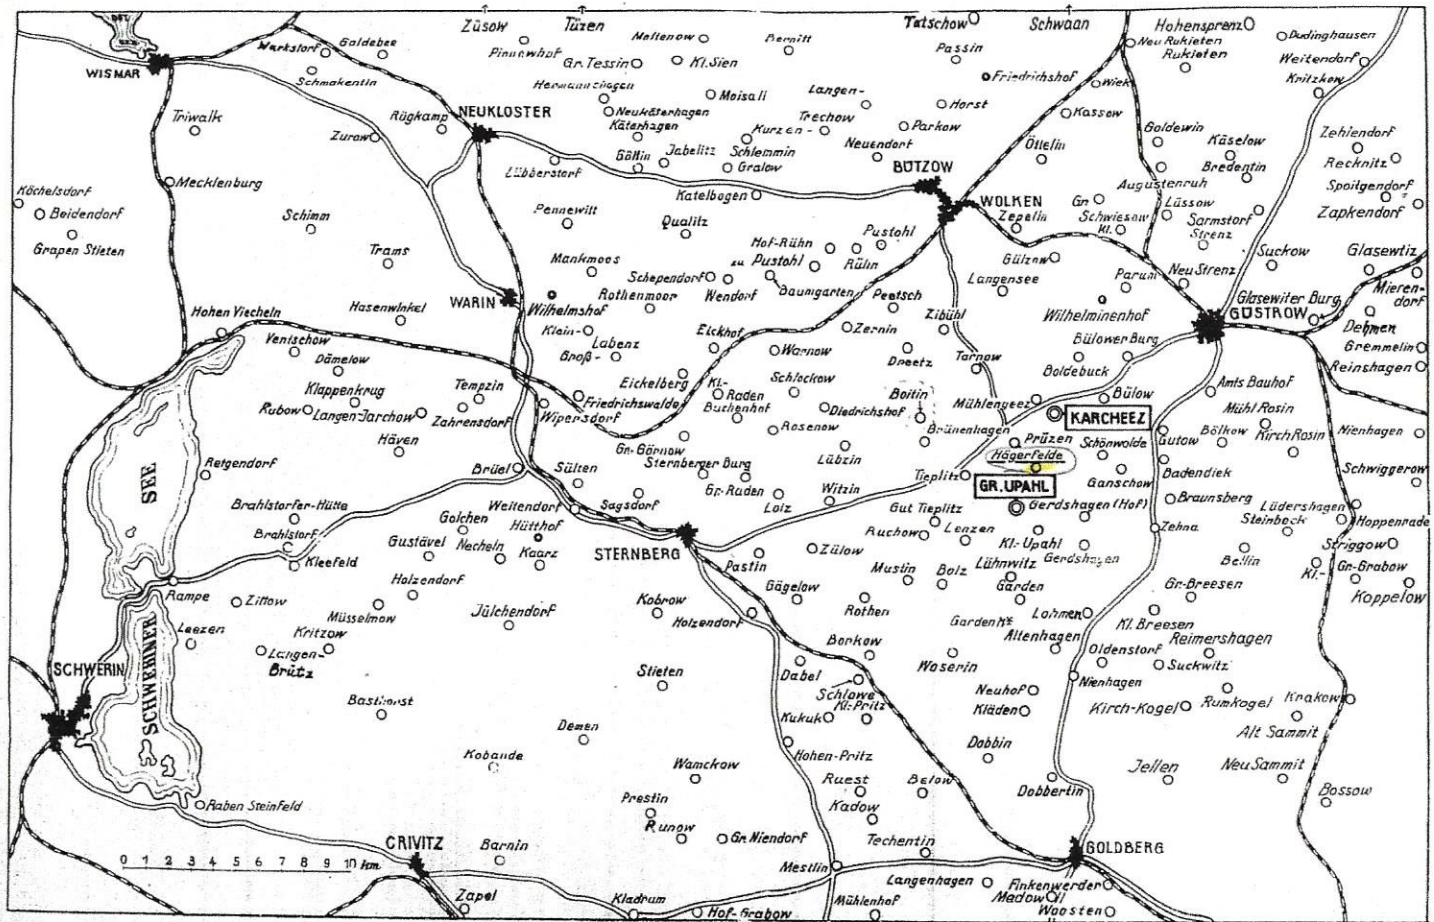 ZÜSOW
TÜZEN
Tatschow
Schwaan
Hohensprenz
WISMAR
Goldebee
Schmakentin
Gr. Tessin
Kl. Sien
Passin
Friedrichshof
Neu Rukieten
Rukieten
Dudinghausen
Weitendorf
Kritzkow
Triwalk
Zurow
Rügkamp
NEUKLOSTER
Neukäterhagen
Käterhagen
Moisall
Langen-
Trechow
Kurzen-
Horst
Parkow
Wiek
Kassow
Goldewin
Käselow
Bredentin
Zehlendorf
Recknitz
Mecklenburg
Lübberstorf
Göllin
Jabelitz
Schlemmin
Gralow
Neuendorf
BÜTZOW
Katelbogen
WOLKEN
Zepelin
Augustenruh
Lüssow
Sarmstorf
Strenz
Spoitgendorf
Zapkendorf
Köchelsdorf
Beidendorf
Grapen Stieten
Schimm
Trams
Pennewitt
Qualitz
Hof-Rühn
Pustohl
zu Pustohl
Rühn
Gr.
Schwiesow
Kl.
Gülzow
Suckow
Glasewitz
Mankmoos
Schependorf
Wendorf
Baumgarten
Langensee
Parum
Neu Strenz
Mierendorf
Hasenwinkel
WARIN
Wilhelmshof
Rothenmoor
Peetsch
Zernin
Zibühl
Wilhelminenhof
Glasewitzer Burg
GÜSTROW
Dehmen
Gremmelin
Reinshagen
Hohen Viecheln
Ventschow
Dämelow
Klein-
Labenz
Groß-
Eickhof
Warnow
Dreetz
Tarnow
Bülower Burg
Boldebuck
Bülow
Klappenkrug
Rubow
Langen Jarchow
Tempzin
Zahrensdorf
Wipersdorf
Friedrichswalde
Eickelberg
Kl.-
Raden
Buchenhof
Schlockow
Diedrichshof
Boitin
Mühlengeez
KARCHEEZ
Amts Bauhof
Mühl Rosin
Bölkow
Kirch Rosin
Nienhagen
Häven
Gr. Görnow
Rosenow
Lübzin
Brünenhagen
Prüzen
Hägerfelde
Schönwolde
Gutow
Badendiek
Schwiggerow
SEE
Retgendorf
Brüel
Sülten
Sternberger Burg
Gr. Raden
Loiz
Witzin
Tieplitz
GR. UPAHL
Ganschow
Gerdshagen (Hof)
Braunsberg
Lüdershagen
Steinbeck
Hoppenrade
Brahlstorfer-Hütte
Brahlstorf
Kleefeld
Golchen
Gustävel
Necheln
Weitendorf
Hütthof
Kaarz
Sagsdorf
STERNBERG
Gut Tieplitz
Ruchow
Lenzen
Kl.-Upahl
Gerdshagen
Zehna
Bellin
Kl.-
Striggow
Gr-Grabow
Koppelow
Rampe
Zittow
Holzendorf
Müsselmow
Jülchendorf
Pastin
Zülow
Gägelow
Mustin
Bolz
Lühnwitz
Garden
Gr-Breesen
Kl. Breesen
Leezen
Langen-
Brütz
Kritzow
Kobrow
Holzendorf
Rothen
Borkow
Lohmen
Altenhagen
Oldenstorf
Reimershagen
Suckwitz
SCHWERIN
SCHWERINER
Stieten
Dabel
Schlowe
Woserin
Neuhof
Kläden
Nienhagen
Kirch-Kogel
Rumkogel
Krakow
Alt Sammit
Demen
Kukuk
Kl. Pritz
Hohen-Pritz
Dobbin
Dobbertin
Jellen
Neu Sammit
Bossow
Kobande
Wamckow
Ruest
Kadow
Below
Raben Steinfeld
Prestin
Runow
Gr. Niendorf
Techentin
GOLDBERG
CRIVITZ
Barnin
0 1 2 3 4 5 6 7 8 9 10 km
Mestlin
Langenhagen
Finkenwerder
Medow
Woosten
Zapel
Kladrum
Hof-Grabow
Mühlenhof